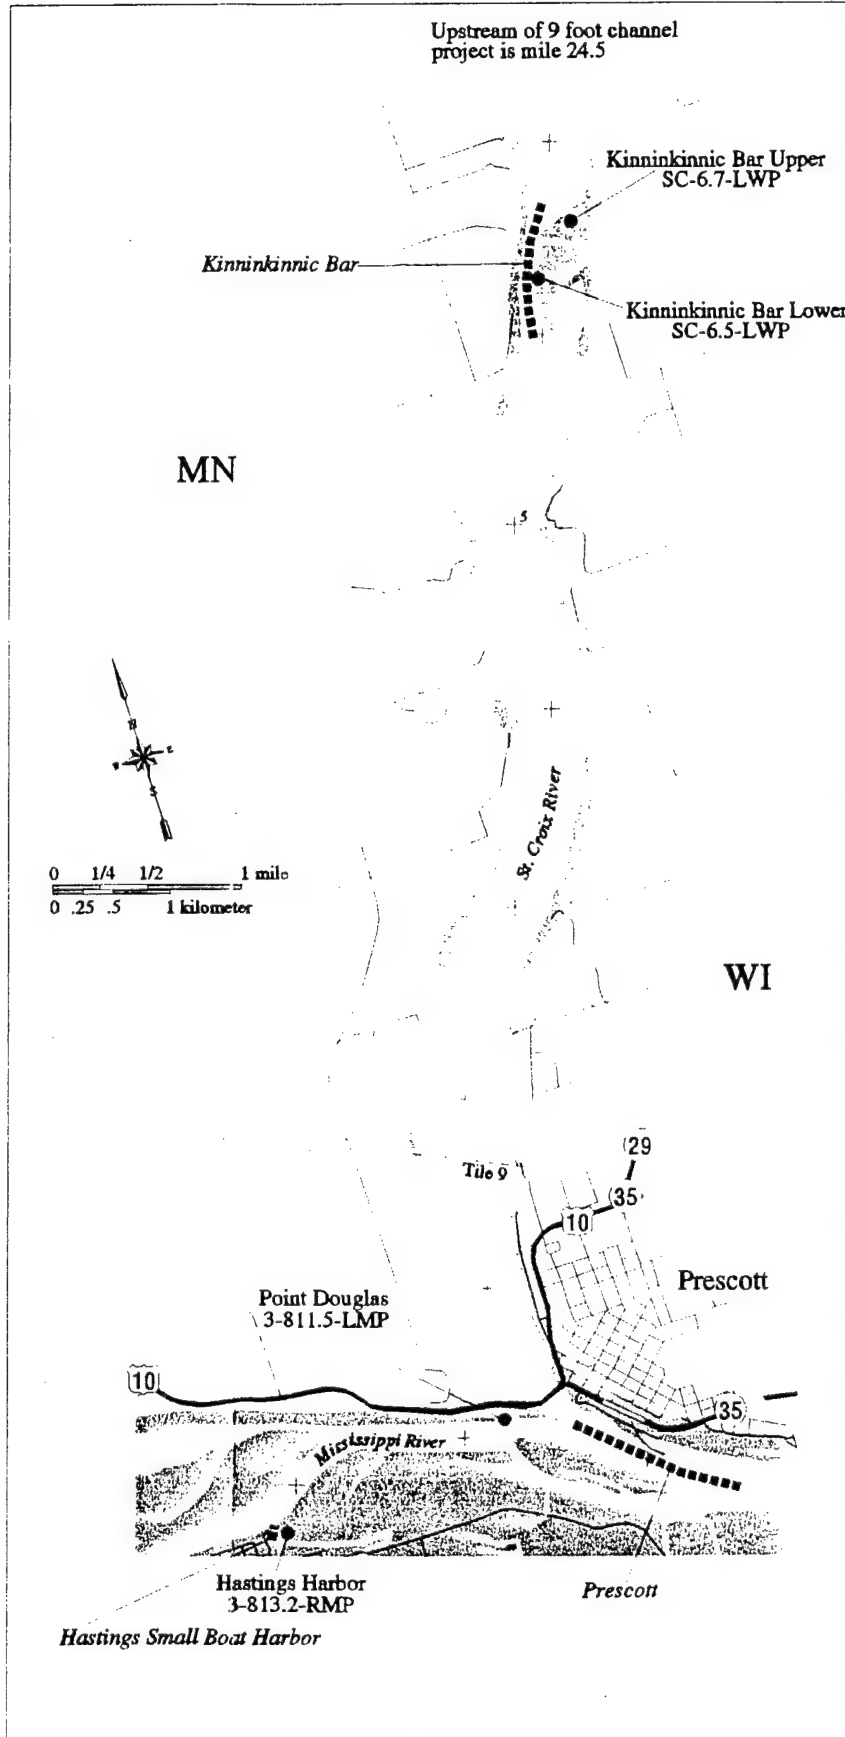 Upstream of 9 foot channel
project is mile 24.5
Kinninkinnic Bar Upper
SC-6.7-LWP
Kinninkinnic Bar
Kinninkinnic Bar Lower
SC-6.5-LWP
MN
5
N
E
S
St. Croix River
0 1/4 1/2 1 mile
0 .25 .5 1 kilometer
WI
29
35
10
Prescott
Point Douglas
3-811.5-LMP
10
35
Mississippi River
Hastings Harbor
3-813.2-RMP
Prescott
Hastings Small Boat Harbor